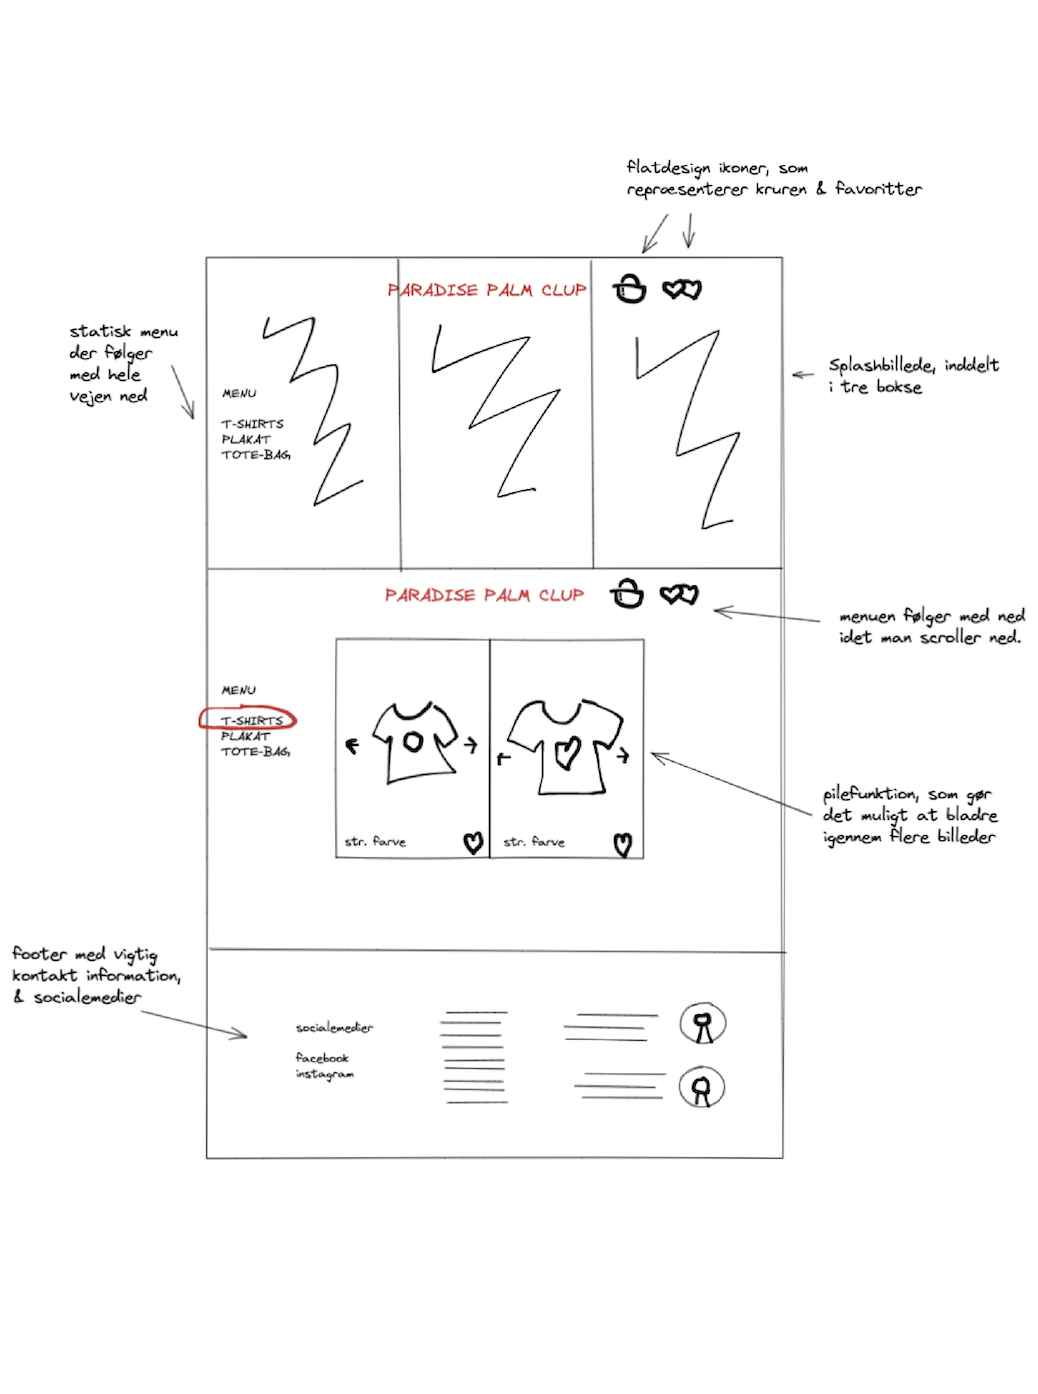 flatdesign ikoner, som
repræsenterer kruren & favoritter
PARADISE PALM CLUP
statisk menu
der følger
med hele
vejen ned
MENU
T-SHIRTS
PLAKAT
TOTE-BAG
Splashbillede, inddelt
i tre bokse
PARADISE PALM CLUP
menuen følger med ned
idet man scroller ned.
MENU
T-SHIRTS
PLAKAT
TOTE-BAG
str. farve
str. farve
pilefunktion, som gør
det muligt at bladre
igennem flere billeder
footer med vigtig
kontakt information,
& socialemedier
socialemedier
facebook
instagram